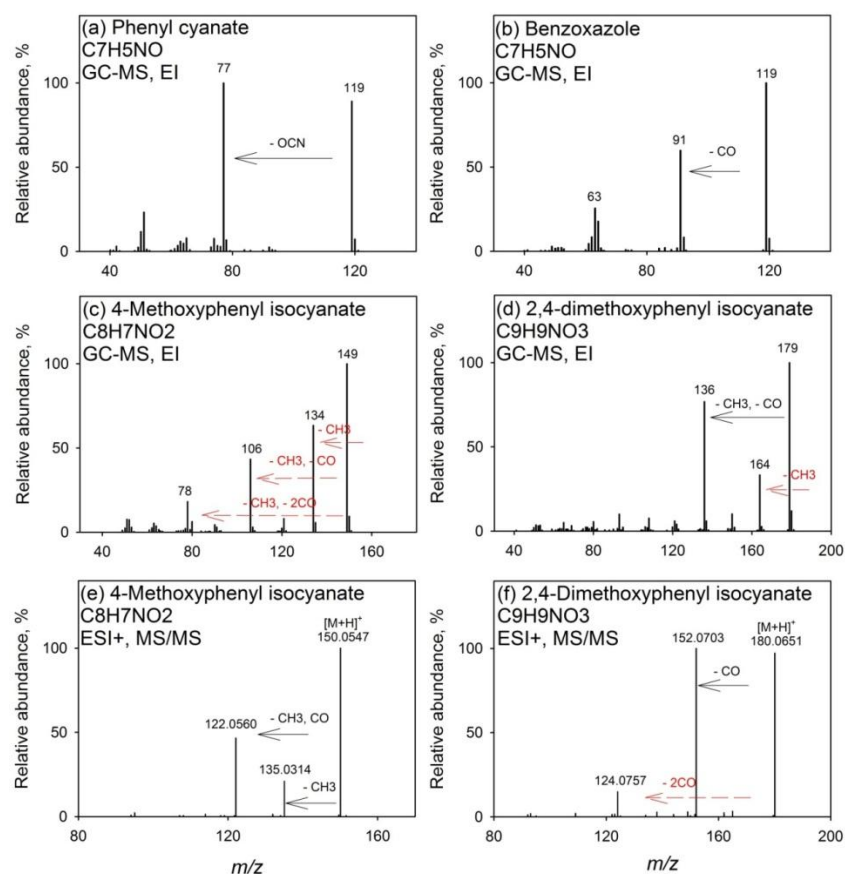 (a) Phenyl cyanate
C7H5NO
GC-MS, EI
Relative abundance, %
100
50
0
40
80
120
77
119
- OCN
(b) Benzoxazole
C7H5NO
GC-MS, EI
Relative abundance, %
100
50
0
40
80
120
119
91
63
- CO
(c) 4-Methoxyphenyl isocyanate
C8H7NO2
GC-MS, EI
Relative abundance, %
100
50
0
40
80
120
160
149
134
- CH3
106
- CH3, - CO
78
- CH3, - 2CO
(d) 2,4-dimethoxyphenyl isocyanate
C9H9NO3
GC-MS, EI
Relative abundance, %
100
50
0
40
80
120
160
200
179
136
- CH3, - CO
164
- CH3
(e) 4-Methoxyphenyl isocyanate
C8H7NO2
ESI+, MS/MS
Relative abundance, %
100
50
0
80
120
160
m/z
[M+H]+
150.0547
122.0560
- CH3, CO
135.0314
- CH3
(f) 2,4-Dimethoxyphenyl isocyanate
C9H9NO3
ESI+, MS/MS
Relative abundance, %
100
50
0
80
120
160
200
m/z
[M+H]+
180.0651
152.0703
- CO
124.0757
- 2CO